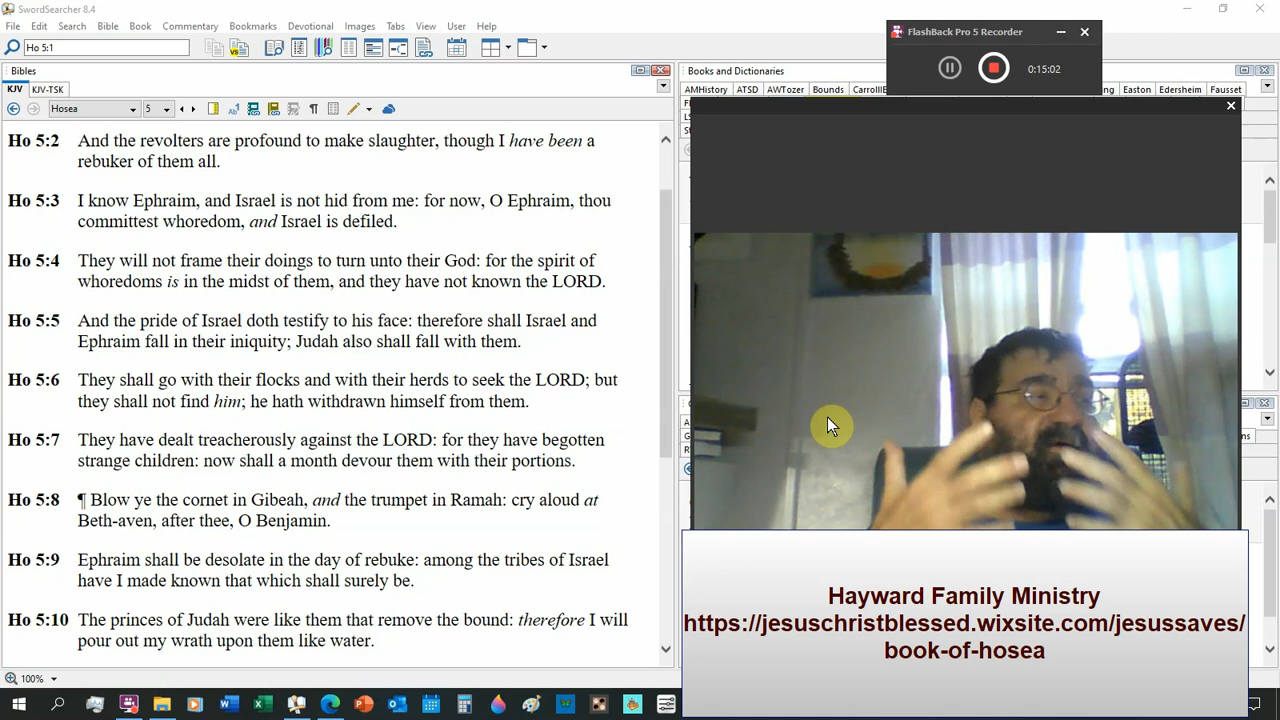 SwordSearcher 8.4
File Edit Search Bible Book Commentary Bookmarks Devotional Images Tabs View User Help
Ho 5:1
Bibles
KJV KJV-TSK
Hosea 5
Ho 5:2 And the revolters are profound to make slaughter, though I have been a
rebuker of them all.
Ho 5:3 I know Ephraim, and Israel is not hid from me: for now, O Ephraim, thou
committest whoredom, and Israel is defiled.
Ho 5:4 They will not frame their doings to turn unto their God: for the spirit of
whoredoms is in the midst of them, and they have not known the LORD.
Ho 5:5 And the pride of Israel doth testify to his face: therefore shall Israel and
Ephraim fall in their iniquity; Judah also shall fall with them.
Ho 5:6 They shall go with their flocks and with their herds to seek the LORD; but
they shall not find him; he hath withdrawn himself from them.
Ho 5:7 They have dealt treacherously against the LORD: for they have begotten
strange children: now shall a month devour them with their portions.
Ho 5:8 ¶ Blow ye the cornet in Gibeah, and the trumpet in Ramah: cry aloud at
Beth-aven, after thee, O Benjamin.
Ho 5:9 Ephraim shall be desolate in the day of rebuke: among the tribes of Israel
have I made known that which shall surely be.
Ho 5:10 The princes of Judah were like them that remove the bound: therefore I will
pour out my wrath upon them like water.
100%
FlashBack Pro 5 Recorder
0:15:02
Books and Dictionaries
AMHistory ATSD AWTozer Bounds Easton Edersheim Fausset
Hayward Family Ministry
https://jesuschristblessed.wixsite.com/jesussaves/
book-of-hosea